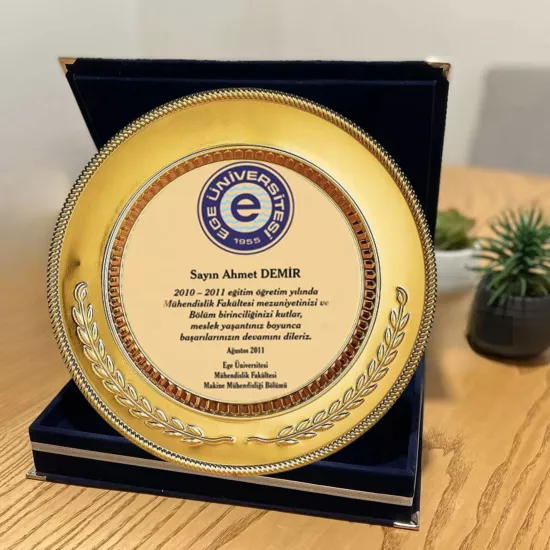 EGE ÜNİVERSİTESİ
e
1955
Sayın Ahmet DEMİR
2010 – 2011 eğitim öğretim yılında
Mühendislik Fakültesi mezuniyetinizi ve
Bölüm birinciliğinizi kutlar,
meslek yaşantınız boyunca
başarılarınızın devamını dileriz.
Ağustos 2011
Ege Üniversitesi
Mühendislik Fakültesi
Makine Mühendisliği Bölümü